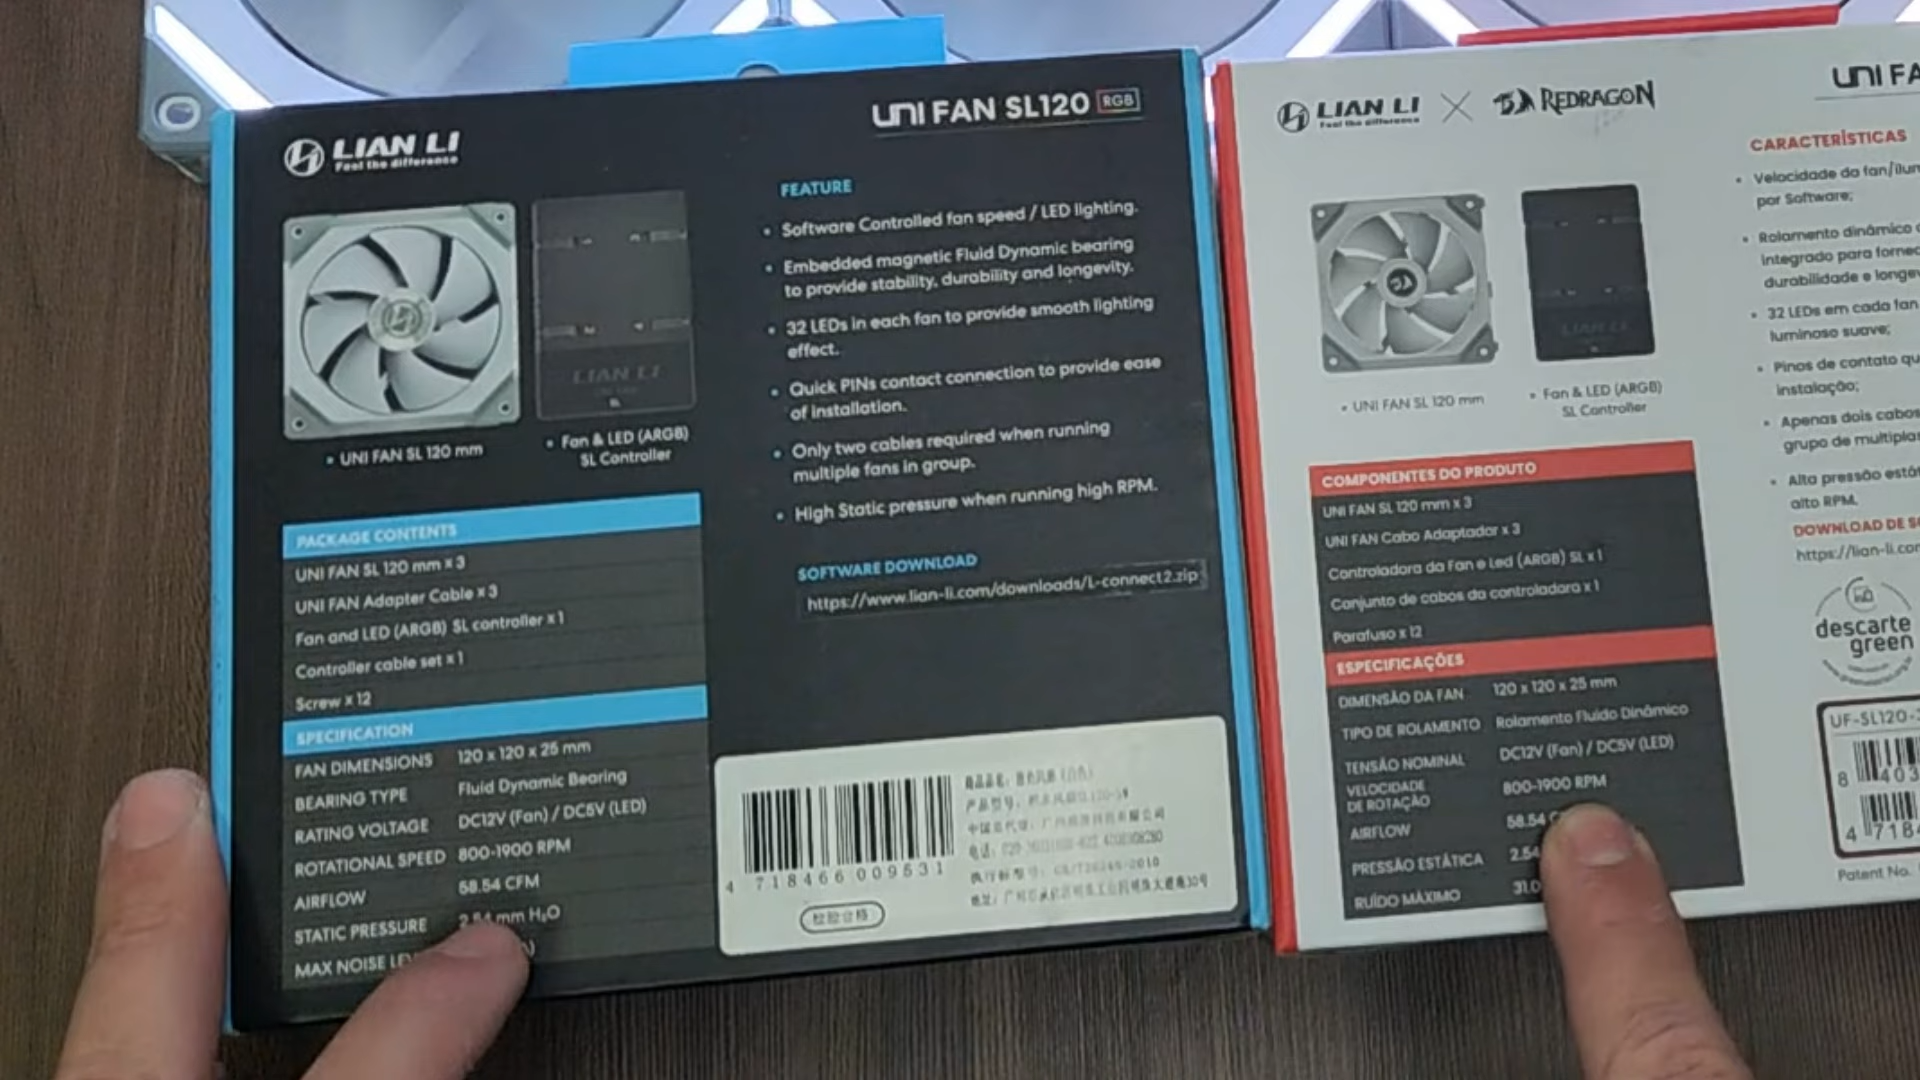 LIAN LI
Feel the difference
UNI FAN SL120 RGB
UNI FAN SL 120 mm
Fan & LED (ARGB)
SL Controller
LIAN LI
FEATURE
• Software Controlled fan speed / LED lighting.
• Embedded magnetic Fluid Dynamic bearing
to provide stability, durability and longevity.
• 32 LEDs in each fan to provide smooth lighting
effect.
• Quick PINs contact connection to provide ease
of installation.
• Only two cables required when running
multiple fans in group.
• High Static pressure when running high RPM.
SOFTWARE DOWNLOAD
https://www.lian-li.com/downloads/L-connect2.zip
PACKAGE CONTENTS
UNI FAN SL 120 mm x 3
UNI FAN Adapter Cable x 3
Fan and LED (ARGB) SL controller x 1
Controller cable set x 1
Screw x 12
SPECIFICATION
FAN DIMENSIONS 120 x 120 x 25 mm
BEARING TYPE Fluid Dynamic Bearing
RATING VOLTAGE DC12V (Fan) / DC5V (LED)
ROTATIONAL SPEED 800-1900 RPM
AIRFLOW 58.54 CFM
STATIC PRESSURE 2.54 mm H₂O
MAX NOISE
4 718466 009531
LIAN LI
Feel the difference
REDRAGON
UNI FA
• UNI FAN SL 120 mm
• Fan & LED (ARGB)
SL Controller
LIAN LI
CARACTERÍSTICAS
• Velocidade da fan/ilum
por Software;
• Rolamento dinâmico
integrado para fornec
durabilidade e longev
• 32 LEDs em cada fan
luminoso suave;
• Pinos de contato qu
instalação;
• Apenas dois cabos
grupo de multiplas
• Alta pressão está
alto RPM.
DOWNLOAD DE S
https://lian-li.com
descarte
green
UF-SL120-
8 8403
4 7184
Patent No.
COMPONENTES DO PRODUTO
UNI FAN SL 120 mm x 3
UNI FAN Cabo Adaptador x 3
Controladora da Fan e Led (ARGB) SL x 1
Conjunto de cabos da controladora x 1
Parafuso x 12
ESPECIFICAÇÕES
DIMENSÃO DA FAN 120 x 120 x 25 mm
TIPO DE ROLAMENTO Rolamento Fluido Dinâmico
TENSÃO NOMINAL DC12V (Fan) / DC5V (LED)
VELOCIDADE
DE ROTAÇÃO 800-1900 RPM
AIRFLOW 58.54
PRESSÃO ESTÁTICA 2.54
RUÍDO MÁXIMO 31.0